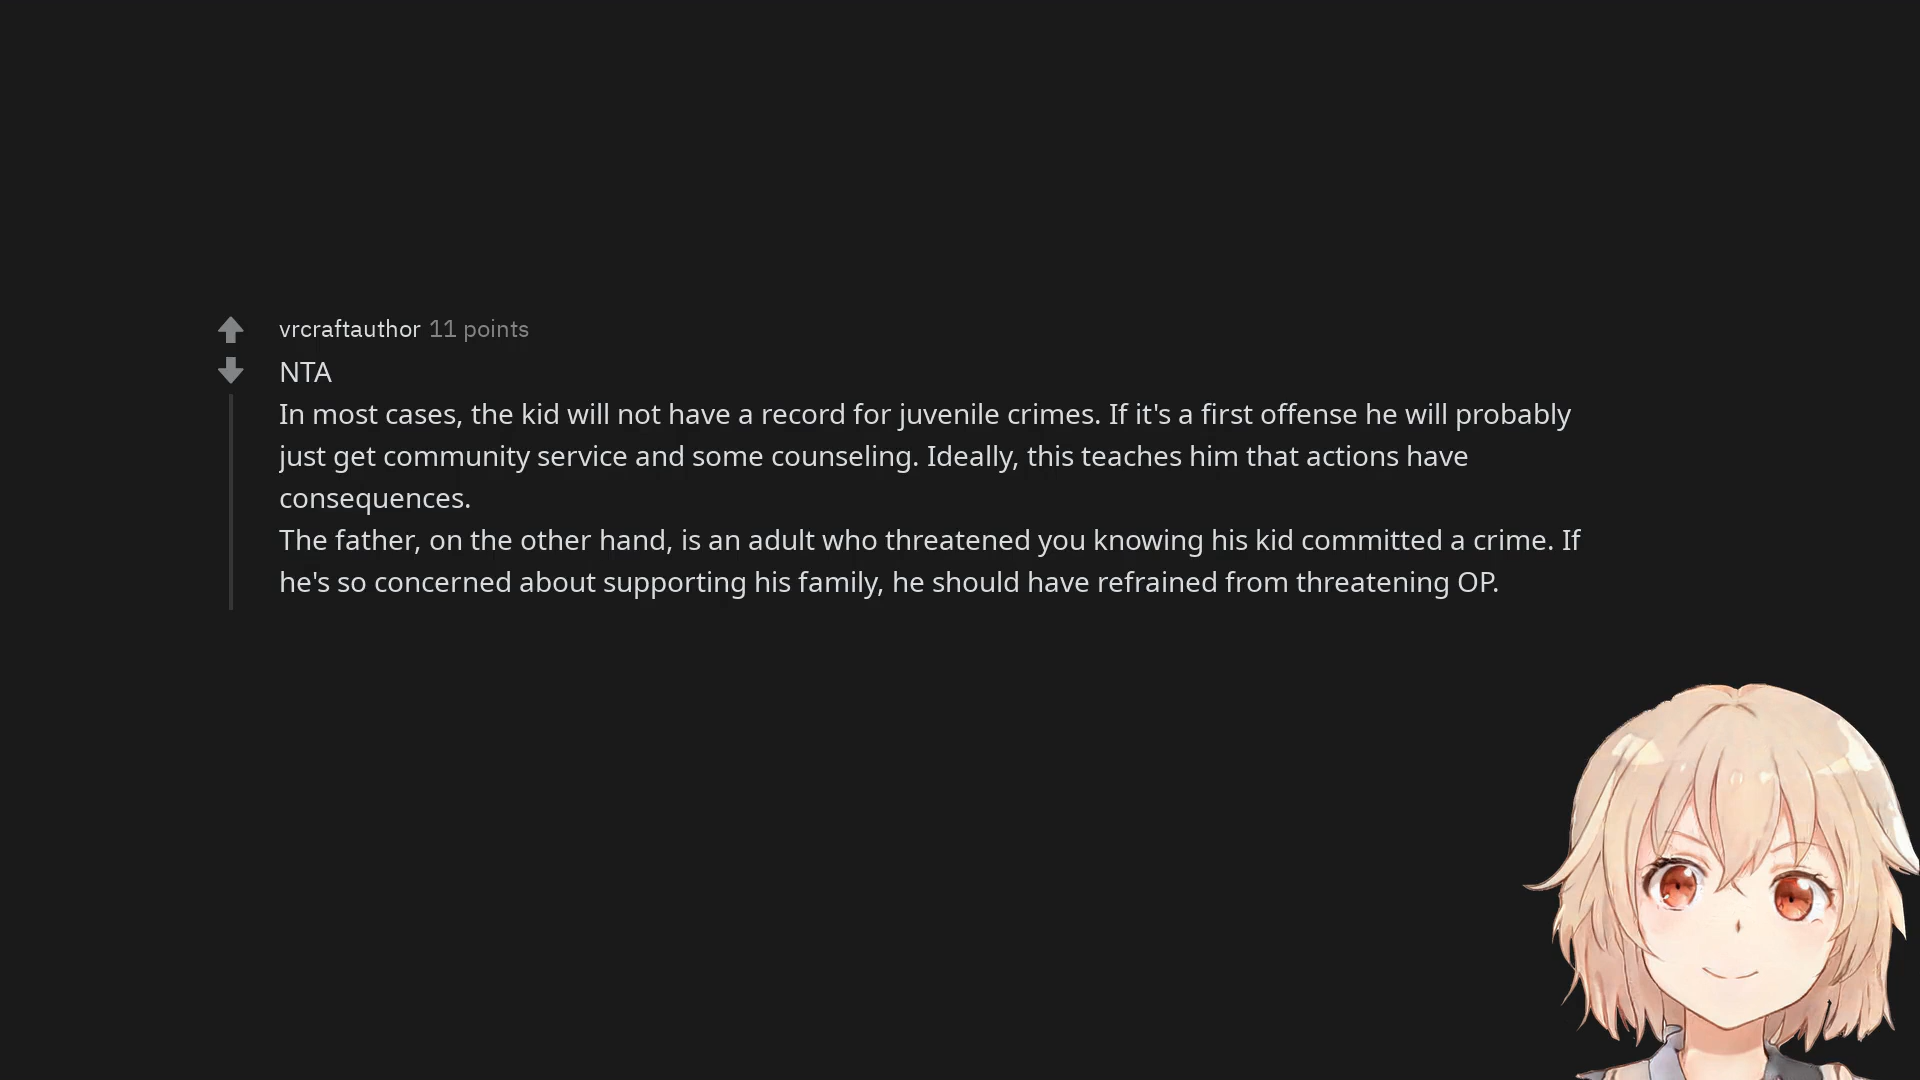 vrcraftauthor 11 points
NTA
In most cases, the kid will not have a record for juvenile crimes. If it's a first offense he will probably
just get community service and some counseling. Ideally, this teaches him that actions have
consequences.
The father, on the other hand, is an adult who threatened you knowing his kid committed a crime. If
he's so concerned about supporting his family, he should have refrained from threatening OP.